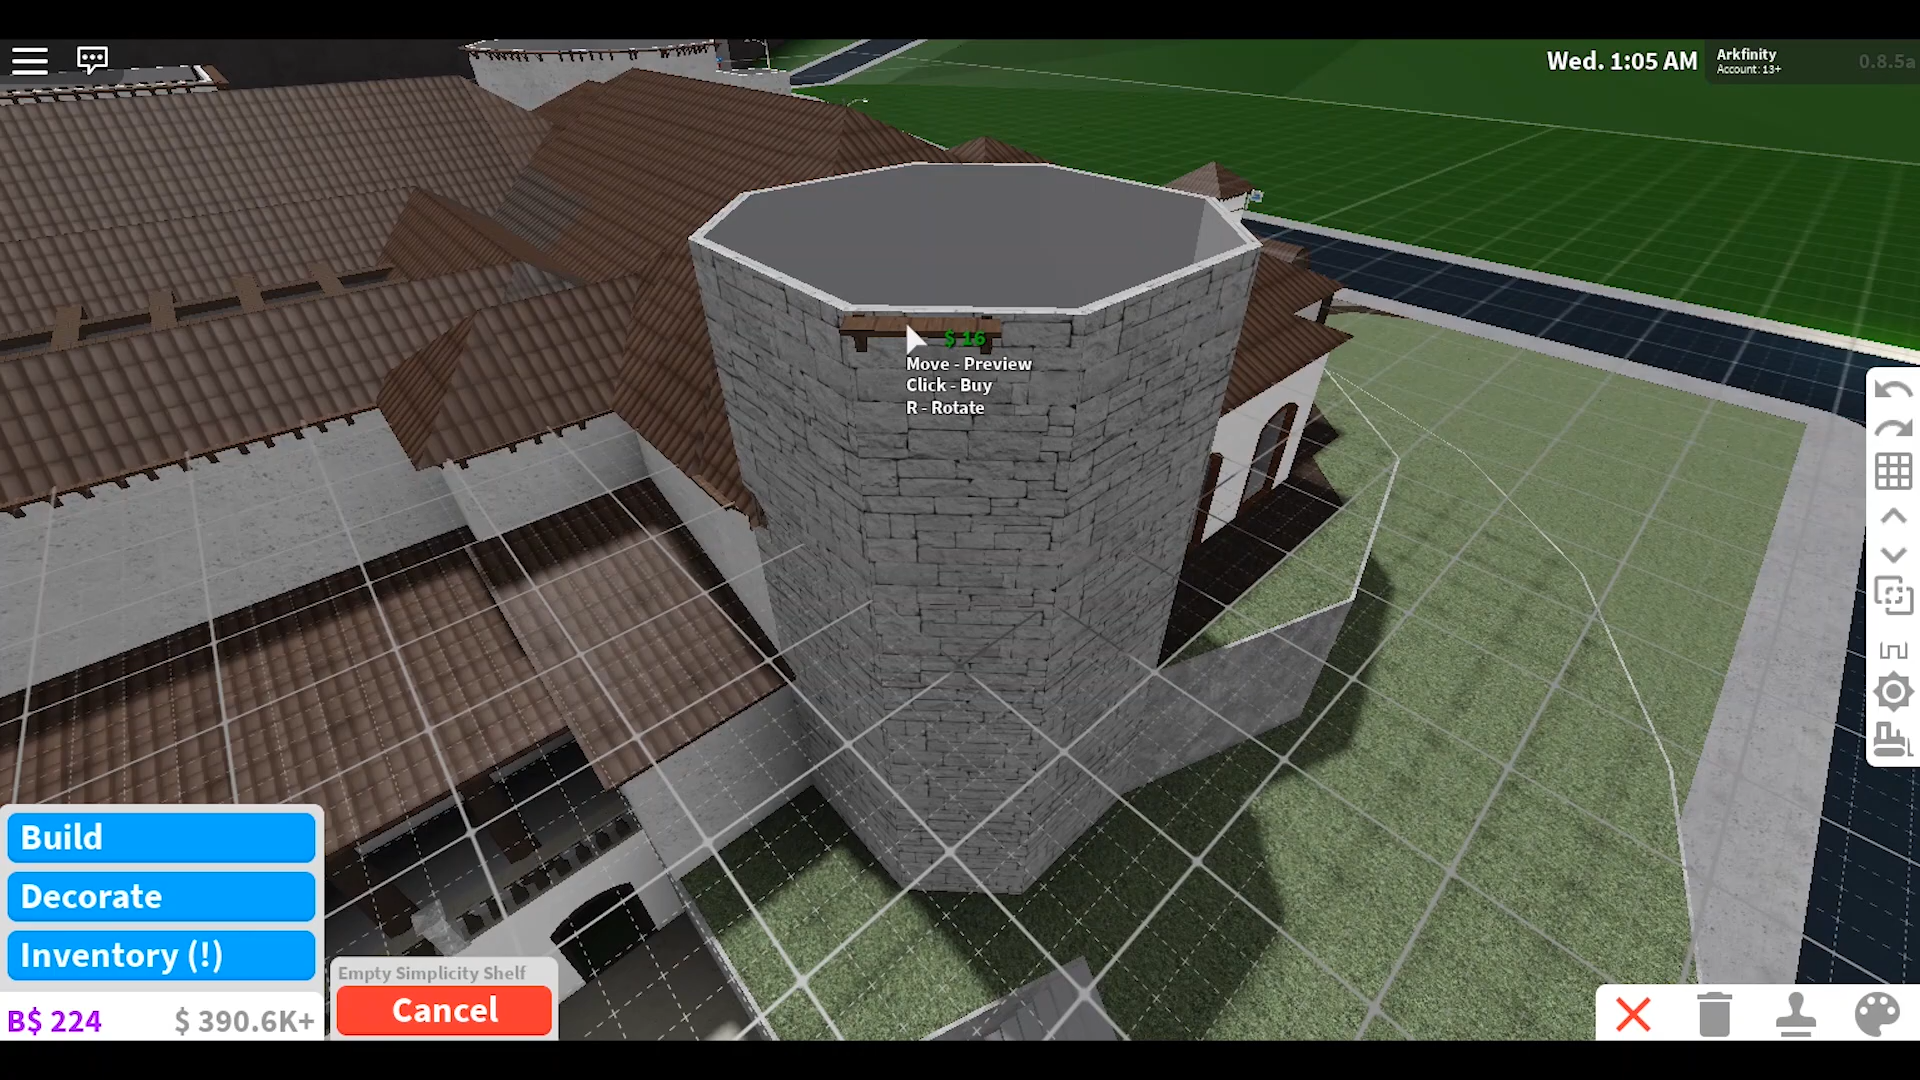 Wed. 1:05 AM
Arkfinity
Account: 13+
0.8.5a
$ 16
Move - Preview
Click - Buy
R - Rotate
Build
Decorate
Inventory (!)
B$ 224
$ 390.6K+
Empty Simplicity Shelf
Cancel